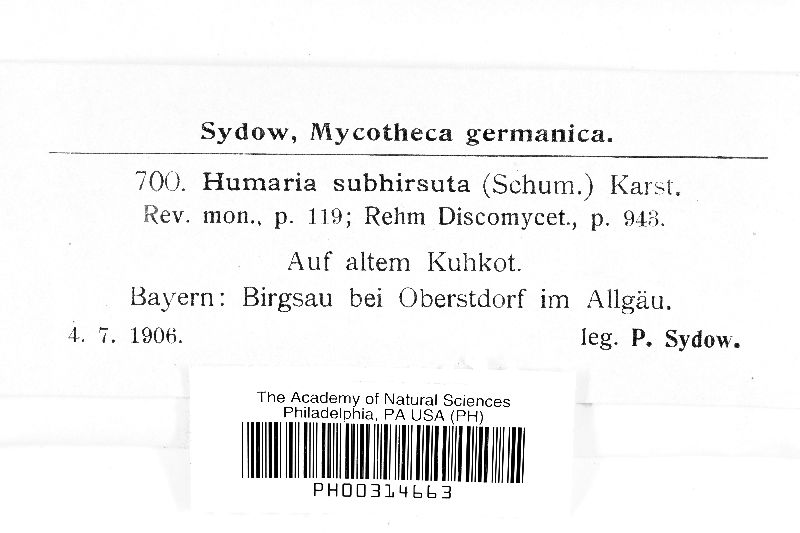 Sydow, Mycotheca germanica.
700. Humaria subhirsuta (Schum.) Karst.
Rev. mon., p. 119; Rehm Discomycet., p. 943.
Auf altem Kuhkot.
Bayern: Birgsau bei Oberstdorf im Allgäu.
4. 7. 1906. leg. P. Sydow.
The Academy of Natural Sciences
Philadelphia, PA USA (PH)
PH00314663